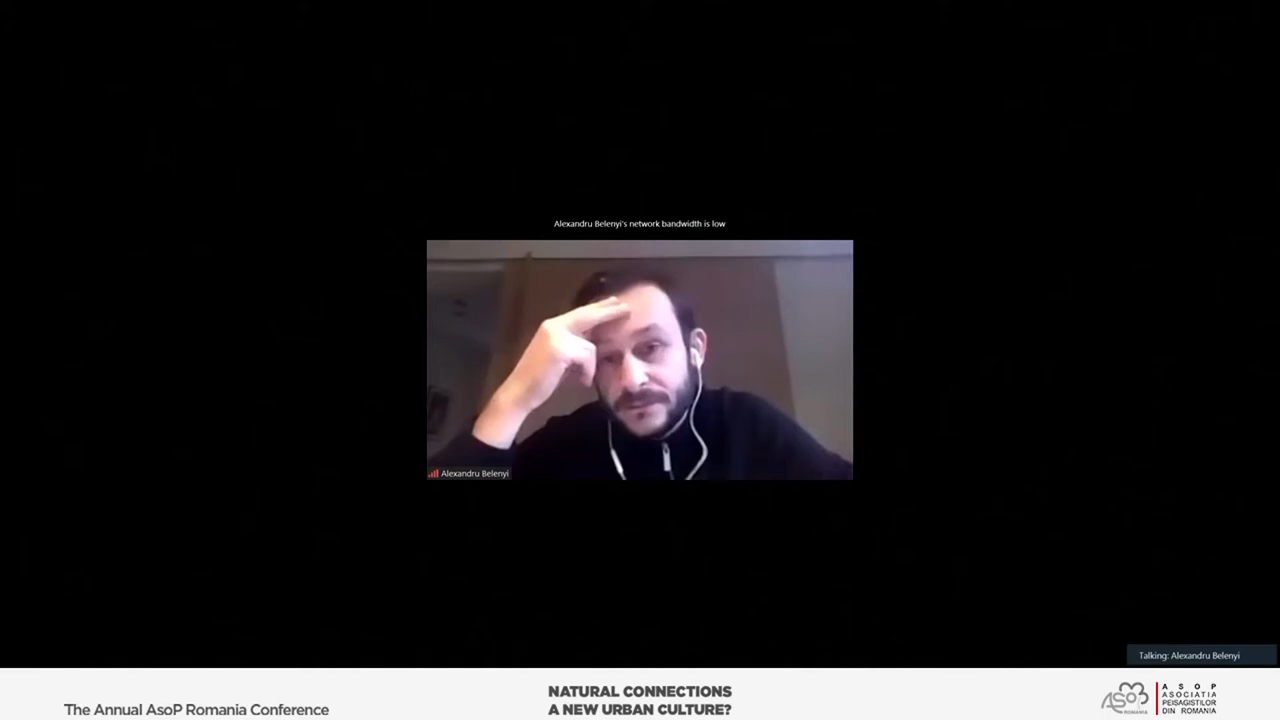 Alexandru Belenyi's network bandwidth is low
Alexandru Belenyi
Talking: Alexandru Belenyi
The Annual AsoP Romania Conference
NATURAL CONNECTIONS
A NEW URBAN CULTURE?
ASoP
ROMANIA
A S O P
ASOCIATIA
PEISAGISTILOR
DIN ROMANIA